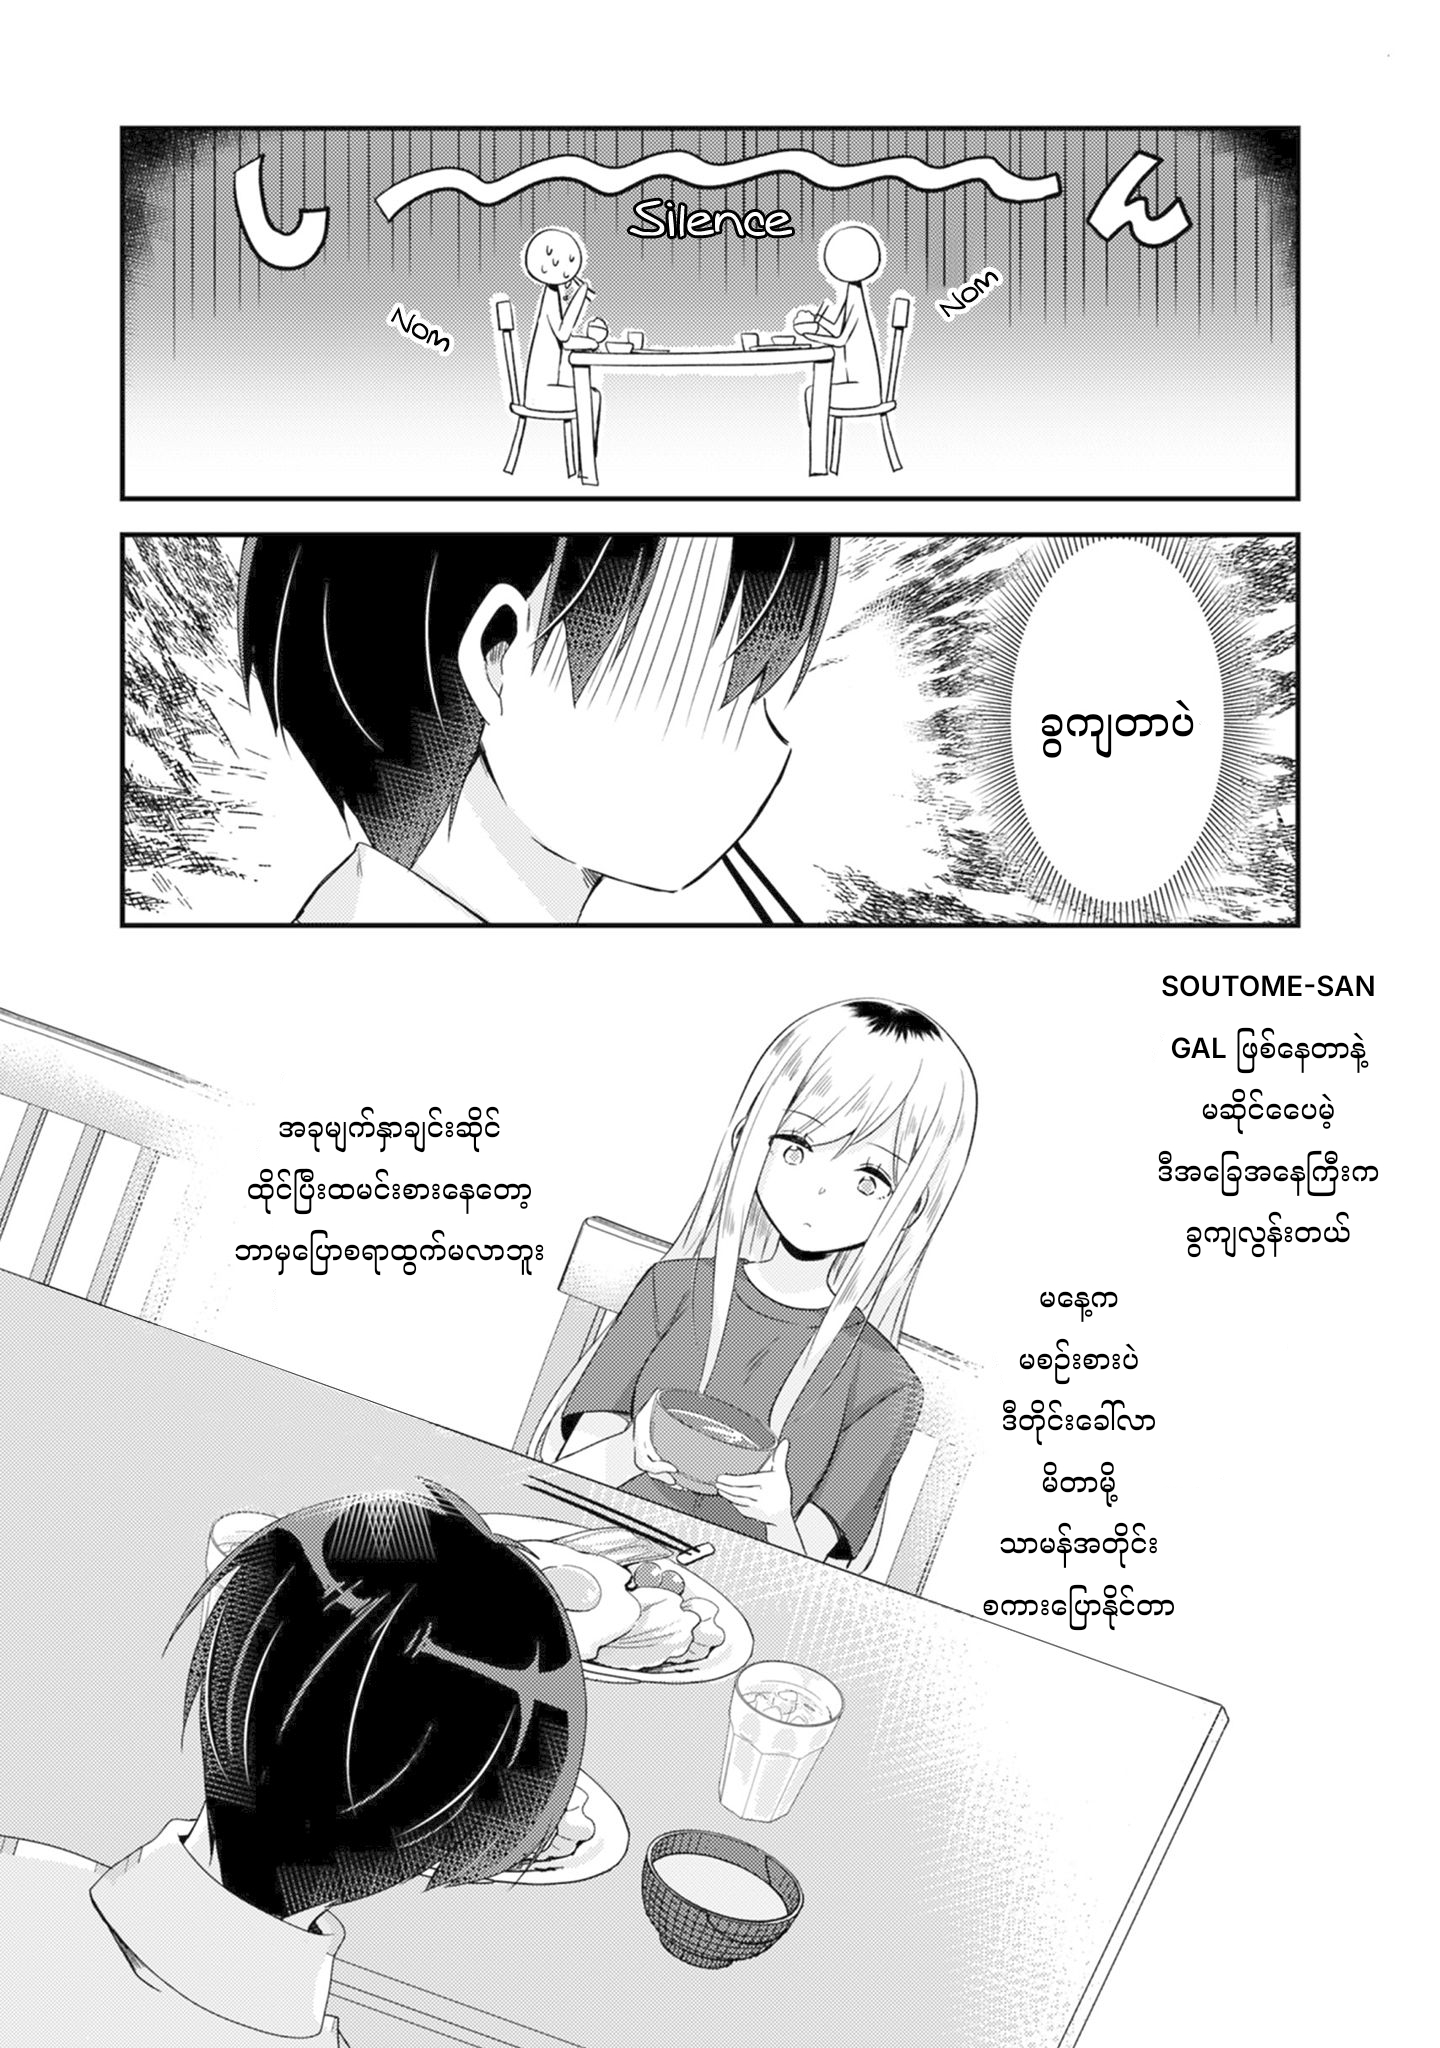 し～ん
Silence
Nom
Nom
ခွကျတာပဲ
SOUTOME-SAN
GAL ဖြစ်နေတာနဲ့
မဆိုင်ပေမဲ့
ဒီအခြေအနေကြီးက
ခွကျလွန်းတယ်
မနေ့က
မစဉ်းစားပဲ
ဒီတိုင်းခေါ်လာ
မိတာမို့
သာမန်အတိုင်း
စကားပြောနိုင်တာ
အခုမျက်နှာချင်းဆိုင်
ထိုင်ပြီးထမင်းစားနေတော့
ဘာမှပြောစရာထွက်မလာဘူး